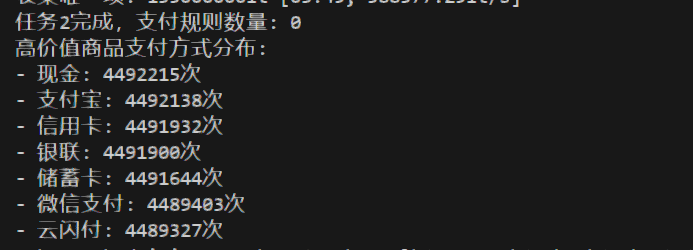 任务2完成，支付规则数量: 0
高价值商品支付方式分布:
- 现金: 4492215次
- 支付宝: 4492138次
- 信用卡: 4491932次
- 银联: 4491900次
- 储蓄卡: 4491644次
- 微信支付: 4489403次
- 云闪付: 4489327次